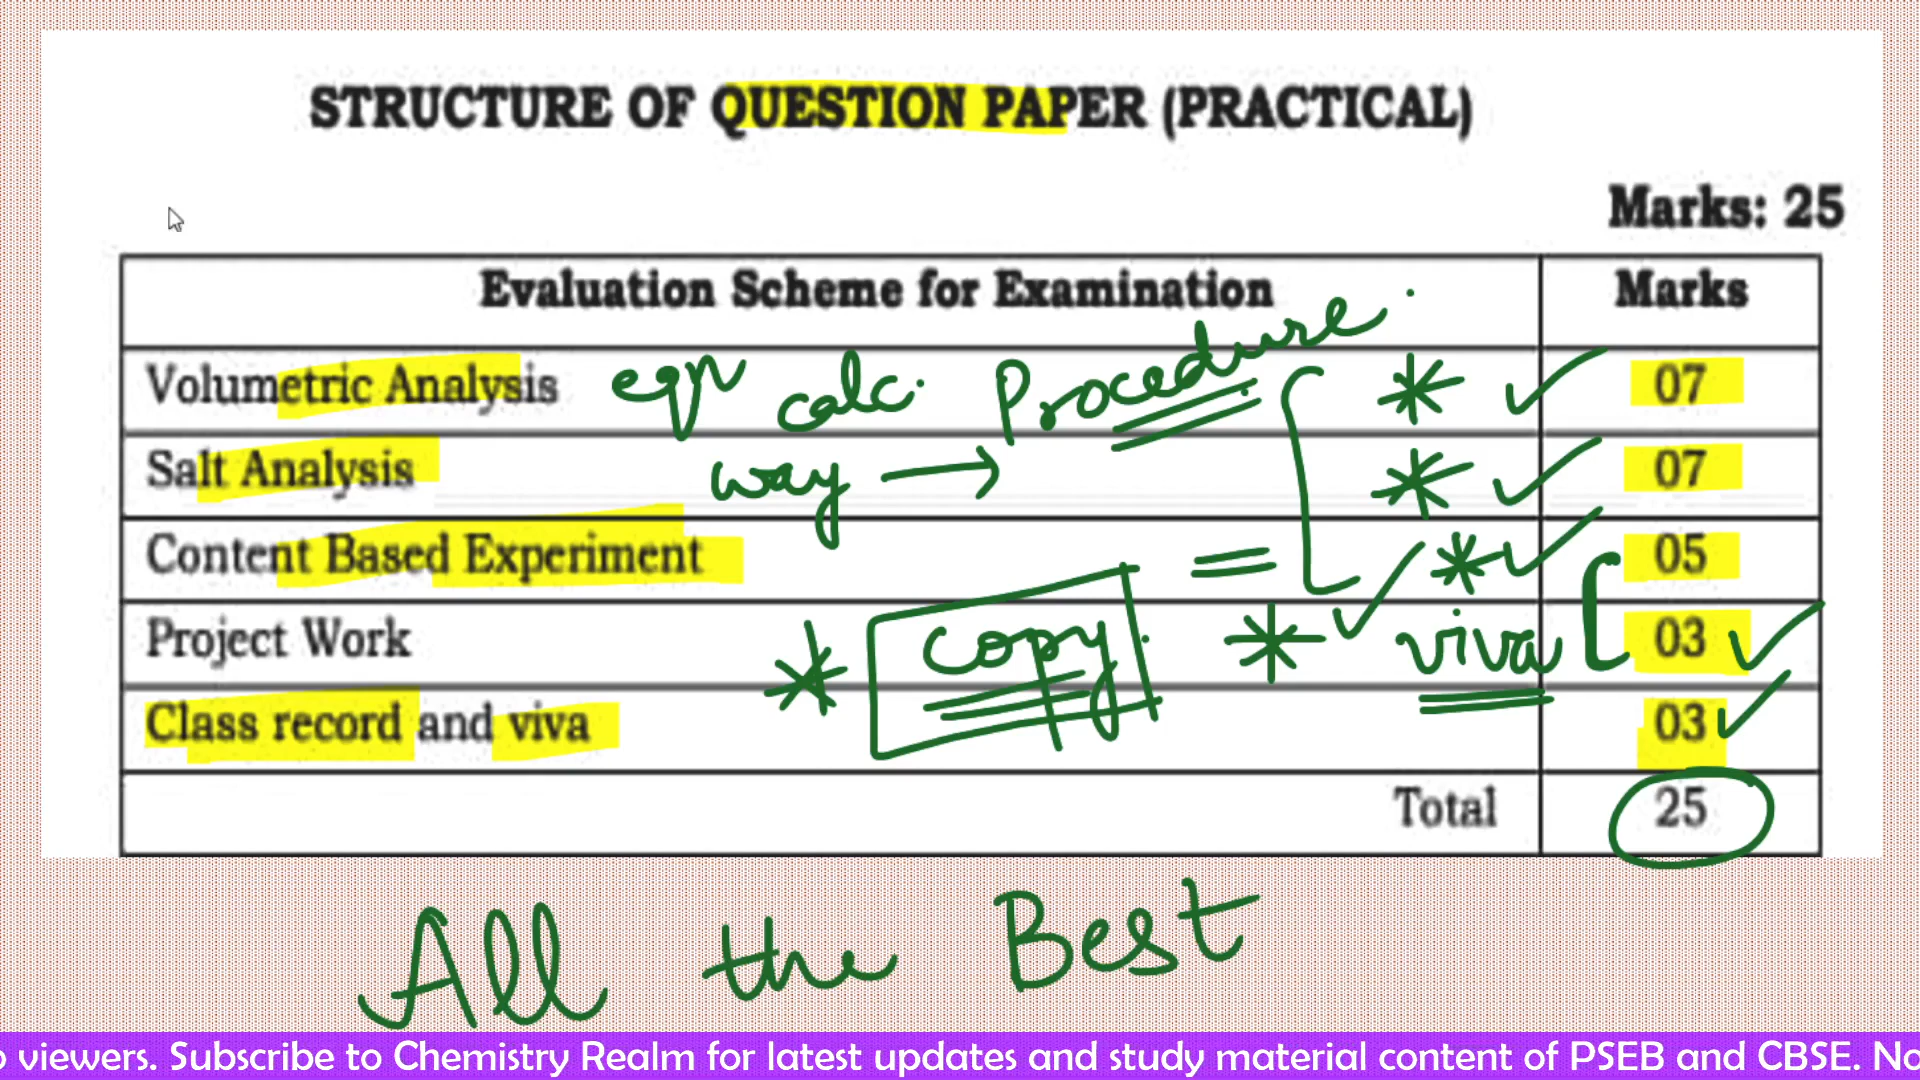 STRUCTURE OF QUESTION PAPER (PRACTICAL)
Marks: 25
Evaluation Scheme for Examination Marks
Volumetric Analysis eqn calc. Procedure. 07
Salt Analysis way → 07
Content Based Experiment = 05
Project Work copy. viva 03
Class record and viva 03
Total 25
All the Best
viewers. Subscribe to Chemistry Realm for latest updates and study material content of PSEB and CBSE. No